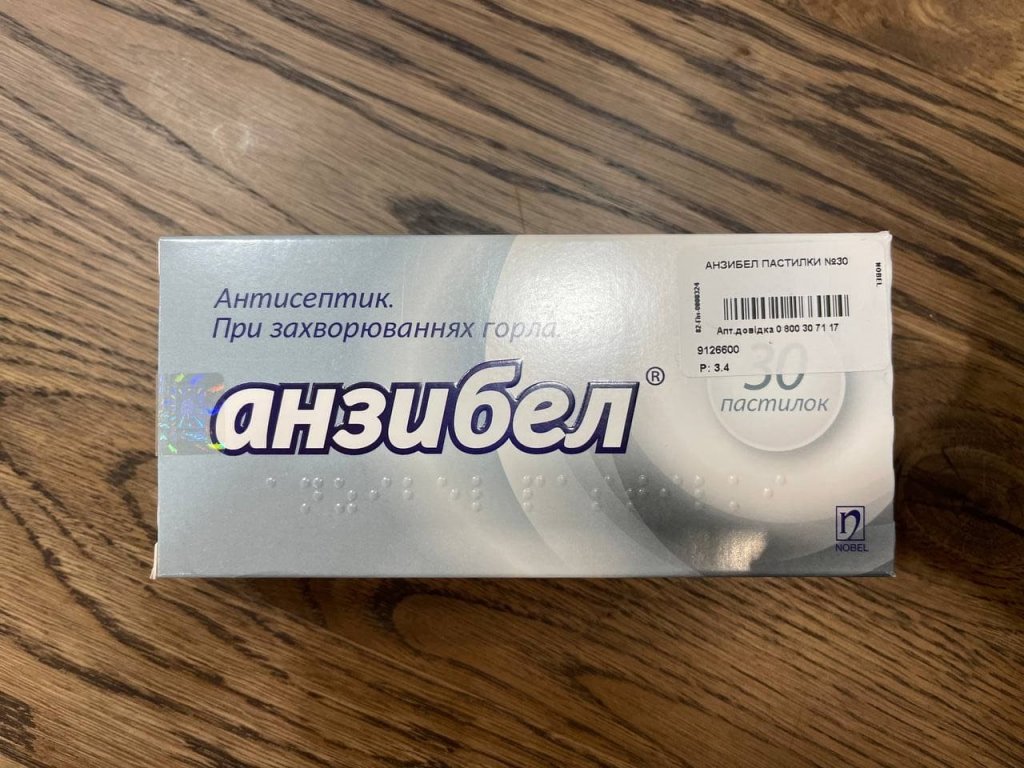 Антисептик.
При захворюваннях горла.
анзибел®
АНЗИБЕЛ ПАСТИЛКИ №30
NOBEL
Апт.довідка 0 800 30 71 17
9126600
Р: 3.4
30
пастилок
NOBEL